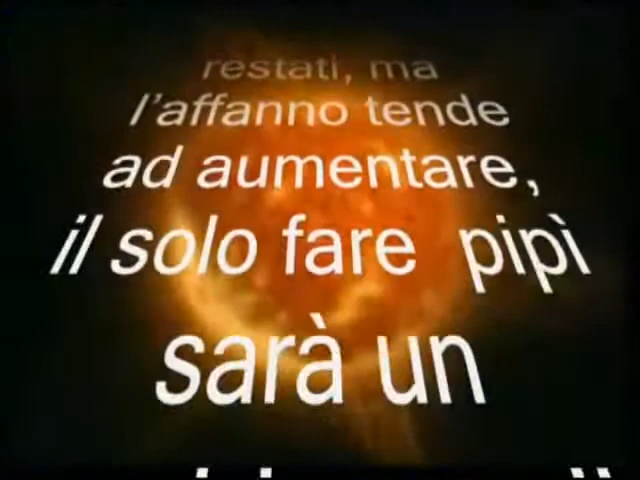 restati, ma
l'affanno tende
ad aumentare,
il solo fare pipì
sarà un